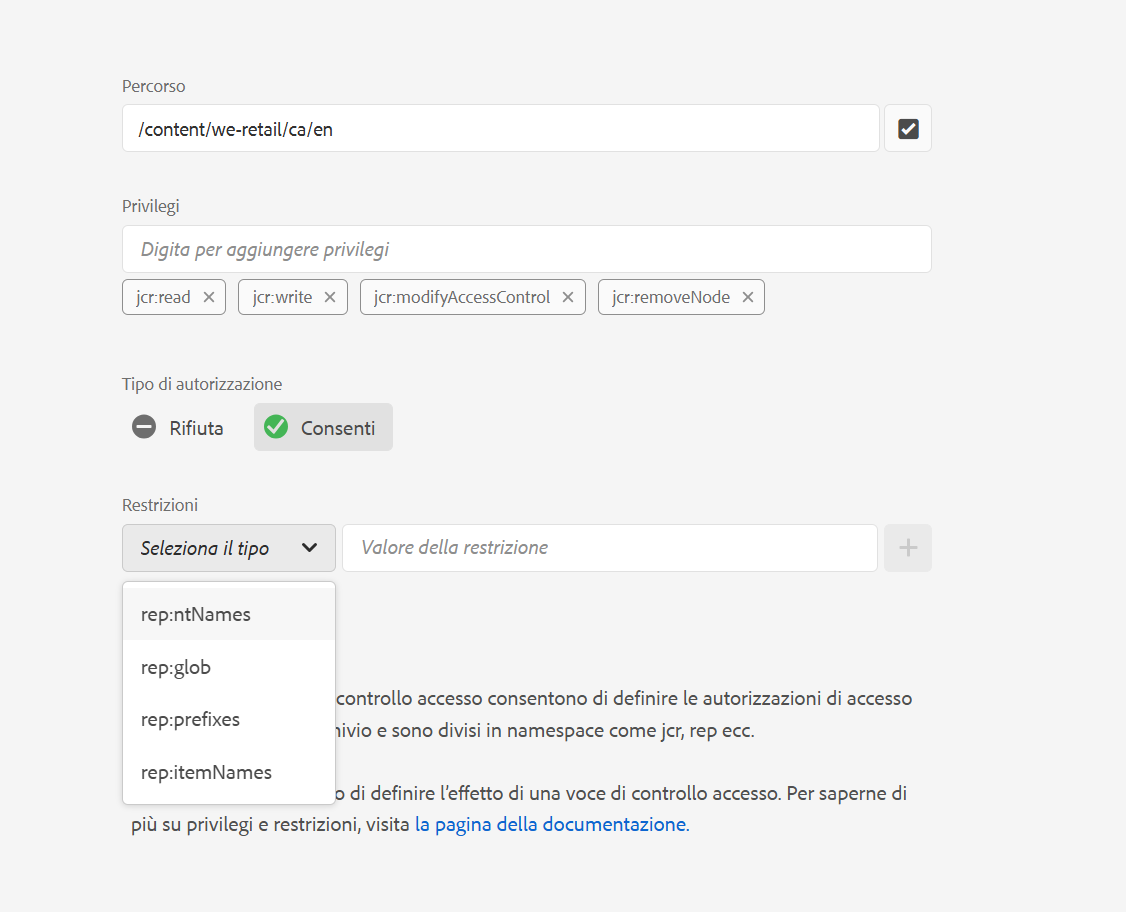 Percorso
/content/we-retail/ca/en
Privilegi
Digita per aggiungere privilegi
jcr:read jcr:write jcr:modifyAccessControl jcr:removeNode
Tipo di autorizzazione
Rifiuta Consenti
Restrizioni
Seleziona il tipo Valore della restrizione
rep:ntNames
rep:glob
rep:prefixes
rep:itemNames
controllo accesso consentono di definire le autorizzazioni di accesso
e sono divisi in namespace come jcr, rep ecc.
di definire l’effetto di una voce di controllo accesso. Per saperne di
più su privilegi e restrizioni, visita la pagina della documentazione.